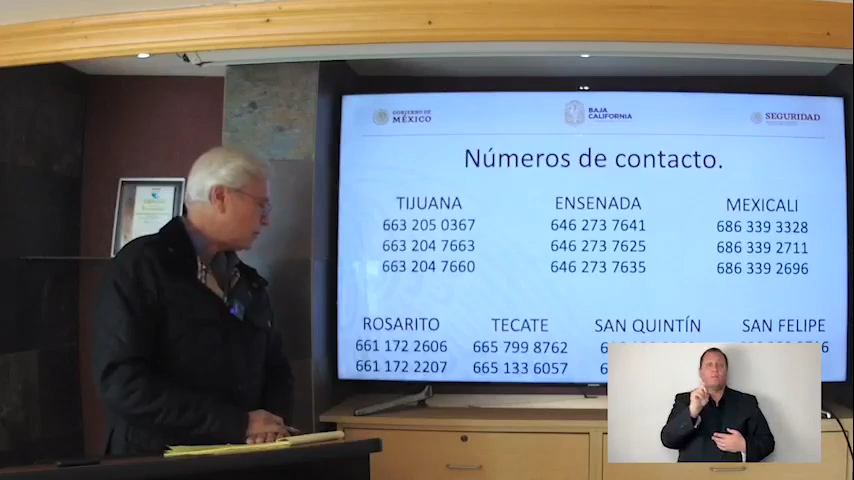 GOBIERNO DE
MÉXICO
BAJA
CALIFORNIA
SEGURIDAD
Números de contacto.
TIJUANA
663 205 0367
663 204 7663
663 204 7660
ENSENADA
646 273 7641
646 273 7625
646 273 7635
MEXICALI
686 339 3328
686 339 2711
686 339 2696
ROSARITO
661 172 2606
661 172 2207
TECATE
665 799 8762
665 133 6057
SAN QUINTÍN
SAN FELIPE